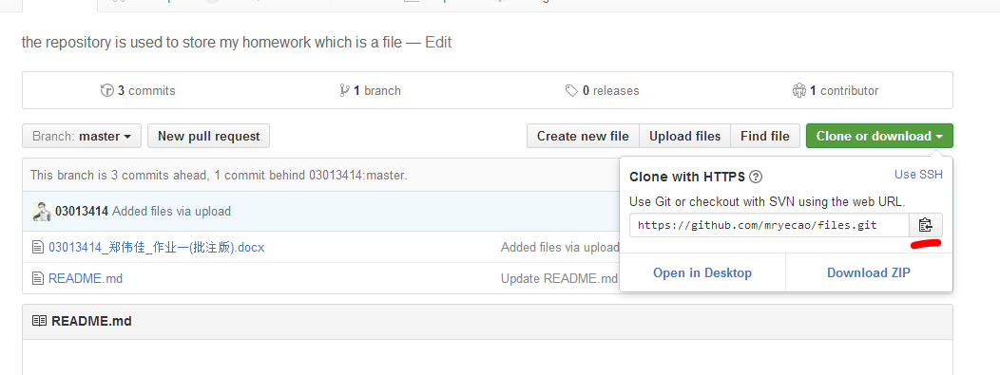 the repository is used to store my homework which is a file — Edit
3 commits
1 branch
0 releases
1 contributor
Branch: master
New pull request
Create new file
Upload files
Find file
Clone or download
This branch is 3 commits ahead, 1 commit behind 03013414:master.
03013414 Added files via upload
03013414_郑伟佳_作业一(批注版).docx
Added files via upload
README.md
Update README.md
Clone with HTTPS ?
Use SSH
Use Git or checkout with SVN using the web URL.
https://github.com/mryecao/files.git
Open in Desktop
Download ZIP
README.md